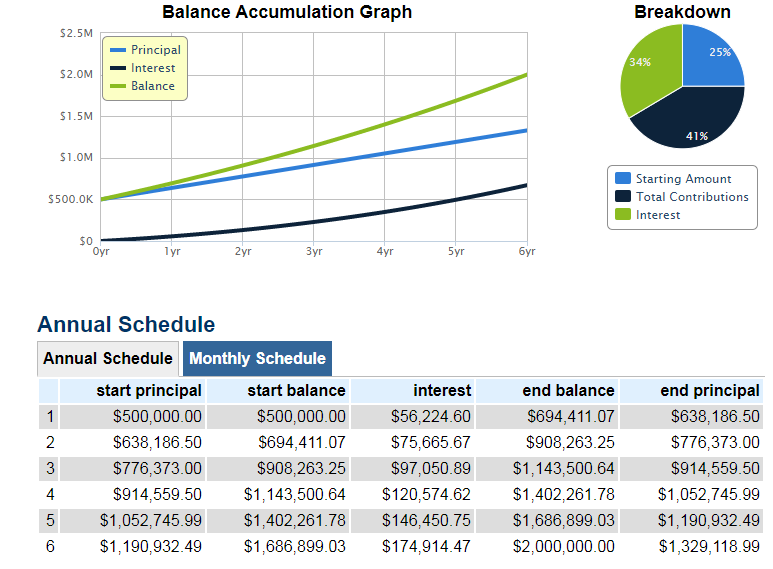 Balance Accumulation Graph
$2.5M
$2.0M
$1.5M
$1.0M
$500.0K
$0
Principal
Interest
Balance
0yr 1yr 2yr 3yr 4yr 5yr 6yr
Breakdown
25%
34%
41%
Starting Amount
Total Contributions
Interest
Annual Schedule
Annual Schedule Monthly Schedule
start principal start balance interest end balance end principal
1 $500,000.00 $500,000.00 $56,224.60 $694,411.07 $638,186.50
2 $638,186.50 $694,411.07 $75,665.67 $908,263.25 $776,373.00
3 $776,373.00 $908,263.25 $97,050.89 $1,143,500.64 $914,559.50
4 $914,559.50 $1,143,500.64 $120,574.62 $1,402,261.78 $1,052,745.99
5 $1,052,745.99 $1,402,261.78 $146,450.75 $1,686,899.03 $1,190,932.49
6 $1,190,932.49 $1,686,899.03 $174,914.47 $2,000,000.00 $1,329,118.99